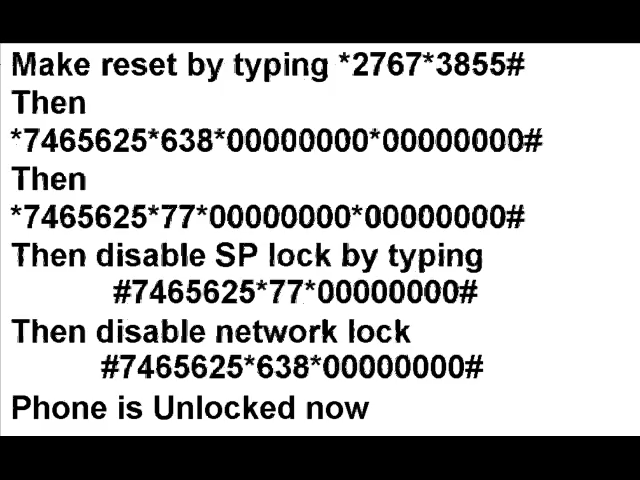 Make reset by typing *2767*3855#
Then
*7465625*638*00000000*00000000#
Then
*7465625*77*00000000*00000000#
Then disable SP lock by typing
#7465625*77*00000000#
Then disable network lock
#7465625*638*00000000#
Phone is Unlocked now